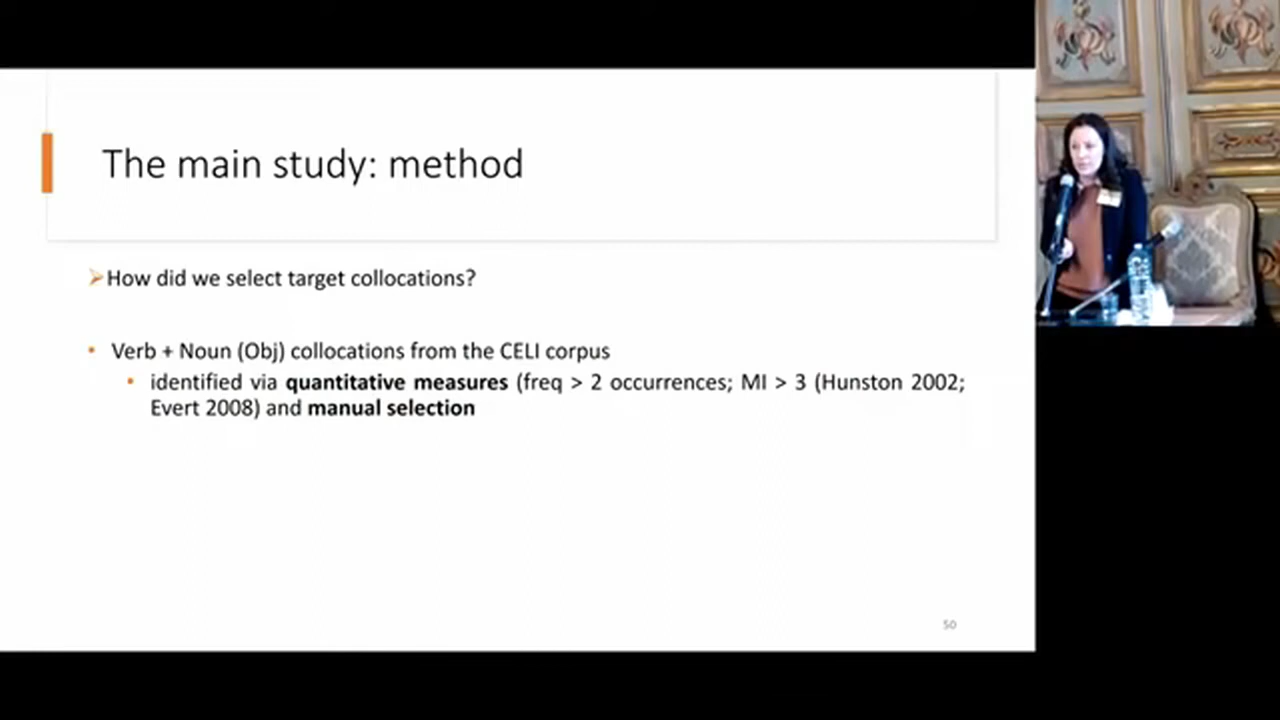 The main study: method
➢How did we select target collocations?
• Verb + Noun (Obj) collocations from the CELI corpus
• identified via quantitative measures (freq > 2 occurrences; MI > 3 (Hunston 2002;
Evert 2008) and manual selection
50